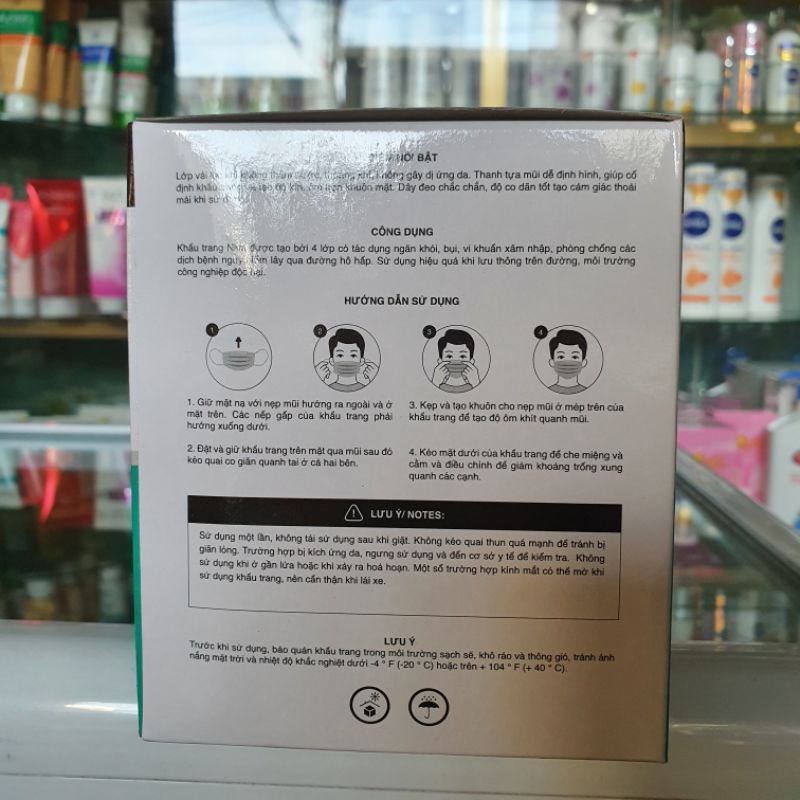 NỔI BẬT
Lớp vải lọc khí không thấm nước, thoáng khí, không gây dị ứng da. Thanh tựa mũi dễ định hình, giúp cố
định khẩu trang và tạo độ kín, ôm trọn khuôn mặt. Dây đeo chắc chắn, độ co dãn tốt tạo cảm giác thoải
mái khi sử
CÔNG DỤNG
Khẩu trang được tạo bởi 4 lớp có tác dụng ngăn khói, bụi, vi khuẩn xâm nhập, phòng chống các
dịch bệnh nguy hiểm lây qua đường hô hấp. Sử dụng hiệu quả khi lưu thông trên đường, môi trường
công nghiệp độc hại.
HƯỚNG DẪN SỬ DỤNG
1 2 3 4
1. Giữ mặt nạ với nẹp mũi hướng ra ngoài và ở
mặt trên. Các nếp gấp của khẩu trang phải
hướng xuống dưới.
2. Đặt và giữ khẩu trang trên mặt qua mũi sau đó
kéo quai co giãn quanh tai ở cả hai bên.
3. Kẹp và tạo khuôn cho nẹp mũi ở mép trên của
khẩu trang để tạo độ ôm khít quanh mũi.
4. Kéo mặt dưới của khẩu trang để che miệng và
cằm và điều chỉnh để giảm khoảng trống xung
quanh các cạnh.
LƯU Ý/ NOTES:
Sử dụng một lần, không tái sử dụng sau khi giặt. Không kéo quai thun quá mạnh để tránh bị
giãn lỏng. Trường hợp bị kích ứng da, ngưng sử dụng và đến cơ sở y tế để kiểm tra. Không
sử dụng khi ở gần lửa hoặc khi xảy ra hoả hoạn. Một số trường hợp kính mắt có thể mờ khi
sử dụng khẩu trang, nên cẩn thận khi lái xe.
LƯU Ý
Trước khi sử dụng, bảo quản khẩu trang trong môi trường sạch sẽ, khô ráo và thông gió, tránh ánh
nắng mặt trời và nhiệt độ khắc nghiệt dưới -4 ° F (-20 ° C) hoặc trên + 104 ° F (+ 40 ° C).